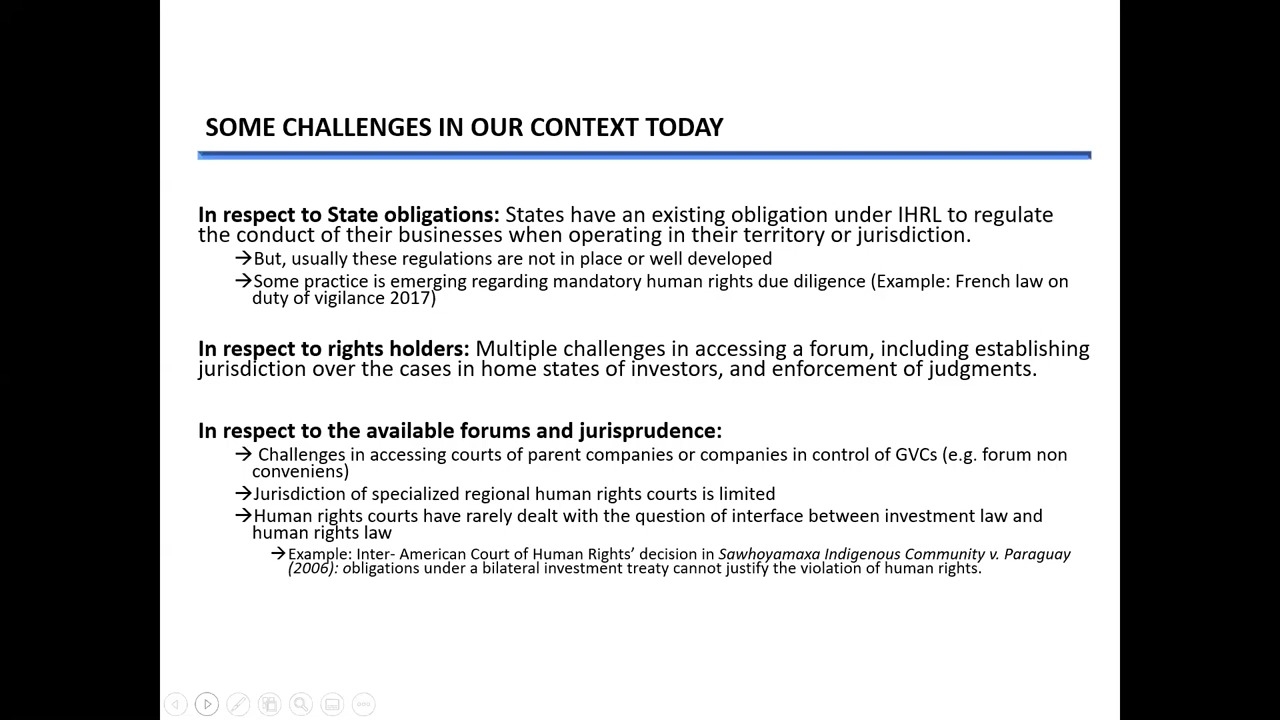 SOME CHALLENGES IN OUR CONTEXT TODAY
In respect to State obligations: States have an existing obligation under IHRL to regulate
the conduct of their businesses when operating in their territory or jurisdiction.
→But, usually these regulations are not in place or well developed
→Some practice is emerging regarding mandatory human rights due diligence (Example: French law on
duty of vigilance 2017)
In respect to rights holders: Multiple challenges in accessing a forum, including establishing
jurisdiction over the cases in home states of investors, and enforcement of judgments.
In respect to the available forums and jurisprudence:
→ Challenges in accessing courts of parent companies or companies in control of GVCs (e.g. forum non
conveniens)
→Jurisdiction of specialized regional human rights courts is limited
→Human rights courts have rarely dealt with the question of interface between investment law and
human rights law
→Example: Inter- American Court of Human Rights’ decision in Sawhoyamaxa Indigenous Community v. Paraguay
(2006): obligations under a bilateral investment treaty cannot justify the violation of human rights.